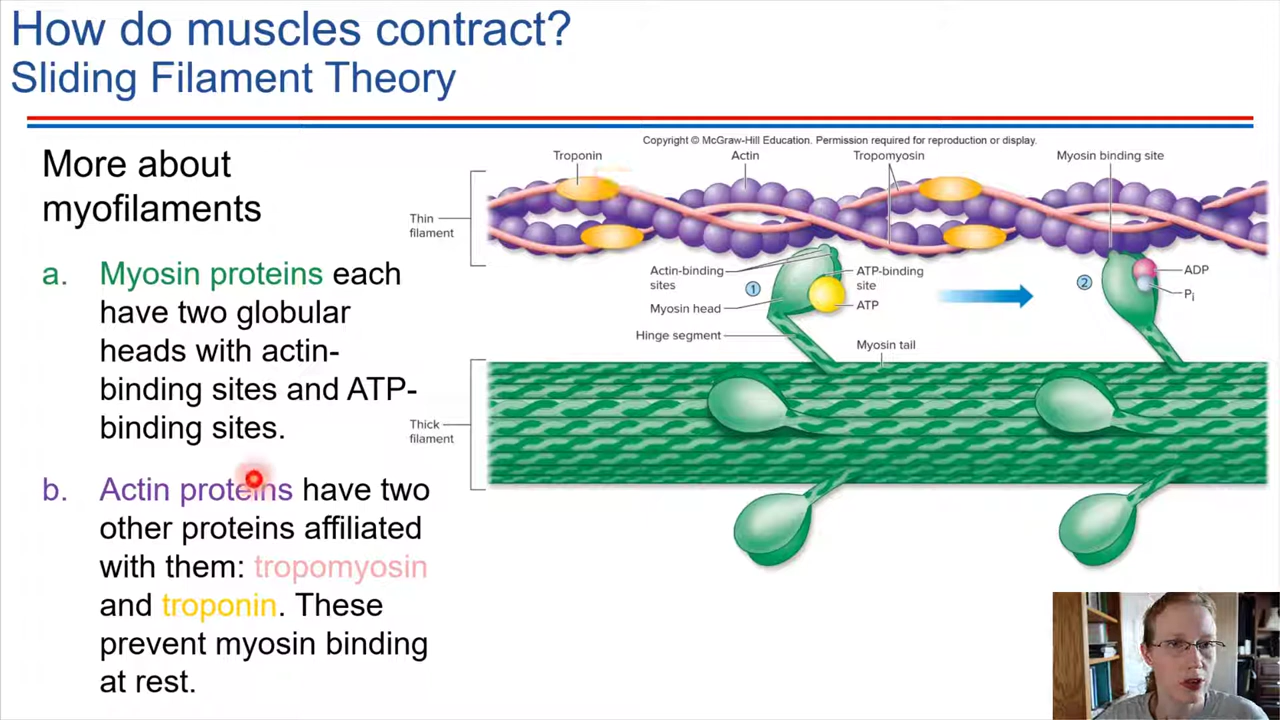 How do muscles contract?
Sliding Filament Theory
More about
myofilaments
a. Myosin proteins each
have two globular
heads with actin-
binding sites and ATP-
binding sites.
b. Actin proteins have two
other proteins affiliated
with them: tropomyosin
and troponin. These
prevent myosin binding
at rest.
Copyright © McGraw-Hill Education. Permission required for reproduction or display.
Troponin
Actin
Tropomyosin
Myosin binding site
Thin
filament
Actin-binding
sites
1
ATP-binding
site
Myosin head
ATP
Hinge segment
Myosin tail
2
ADP
Pi
Thick
filament